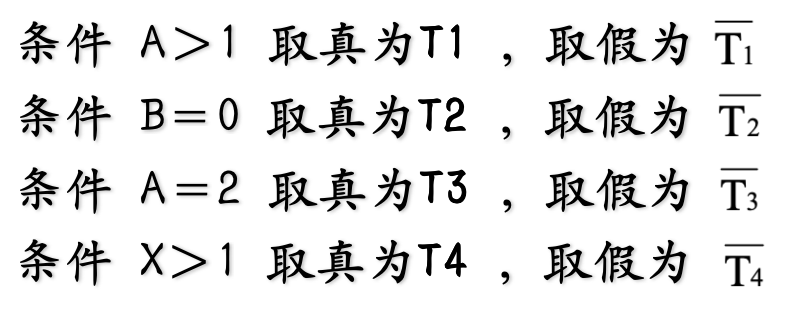 条件 A＞1 取真为T1 ，取假为 T̅1
条件 B＝0 取真为T2 ，取假为 T̅2
条件 A＝2 取真为T3 ，取假为 T̅3
条件 X＞1 取真为T4 ，取假为 T̅4